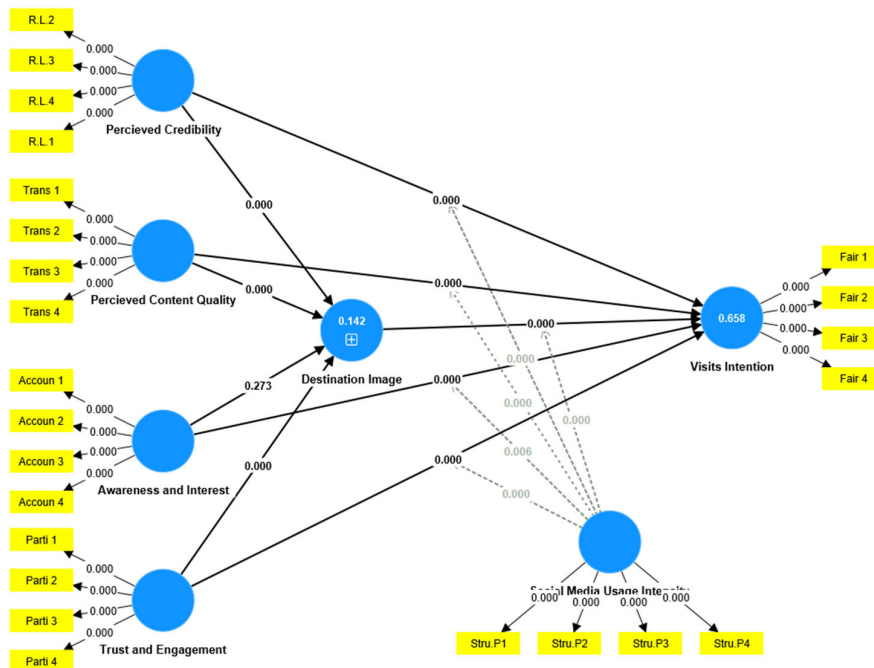 R.L.2
0.000
R.L.3
0.000
0.000
R.L.4
0.000
R.L.1
Percieved Credibility
Trans 1
0.000
Trans 2
0.000
0.000
Trans 3
0.000
Trans 4
Percieved Content Quality
Accoun 1
0.000
Accoun 2
0.000
0.000
Accoun 3
0.000
Accoun 4
Awareness and Interest
Parti 1
0.000
Parti 2
0.000
0.000
Parti 3
0.000
Parti 4
Trust and Engagement
0.000
0.000
0.273
0.000
0.142
Destination Image
0.000
0.000
0.000
0.000
0.000
0.000
0.000
0.000
0.006
0.000
0.658
Visits Intention
Fair 1
0.000
Fair 2
0.000
0.000
Fair 3
0.000
Fair 4
Social Media Usage Intensity
0.000
0.000
0.000
0.000
Stru.P1
Stru.P2
Stru.P3
Stru.P4